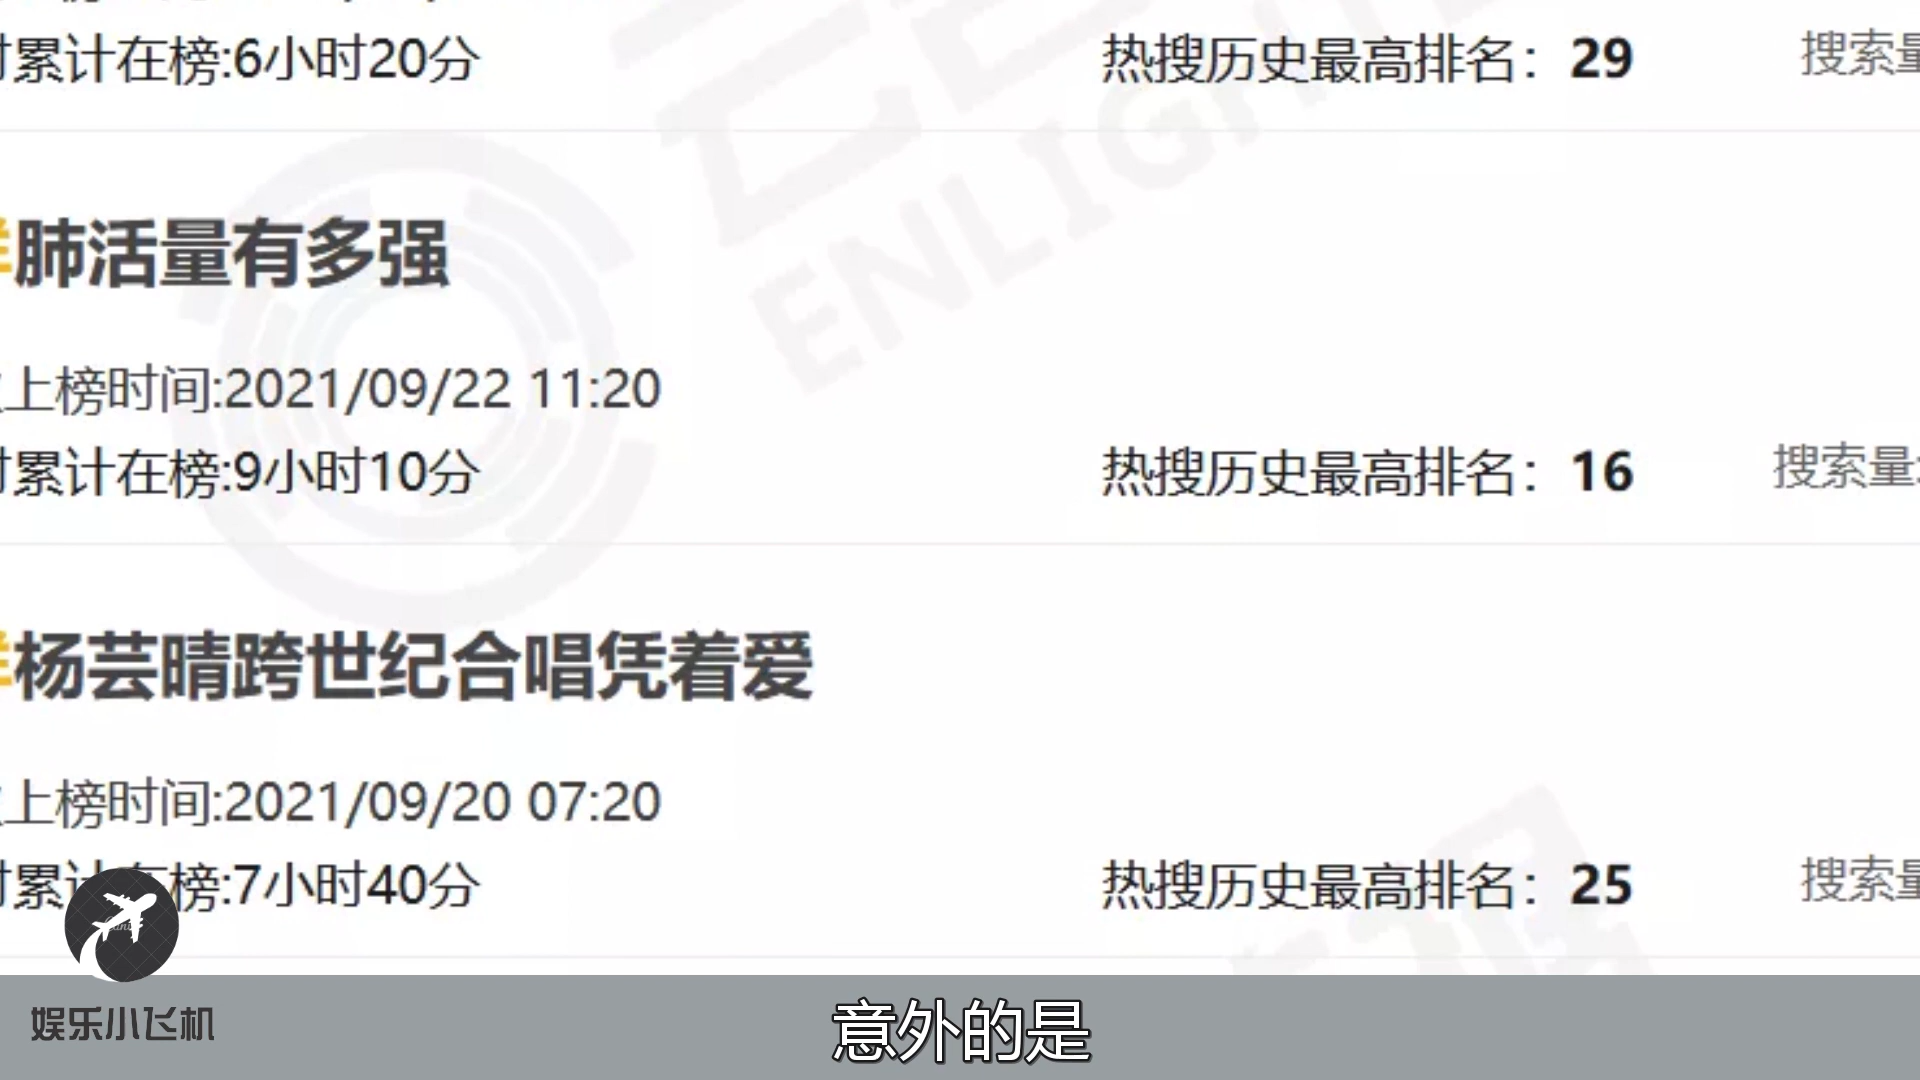 累计在榜:6小时20分
热搜历史最高排名：29
搜索量
肺活量有多强
上榜时间:2021/09/22 11:20
累计在榜:9小时10分
热搜历史最高排名：16
搜索量:
杨芸晴跨世纪合唱凭着爱
上榜时间:2021/09/20 07:20
榜:7小时40分
热搜历史最高排名：25
搜索量
ENLIGHTE
娱乐小飞机
意外的是